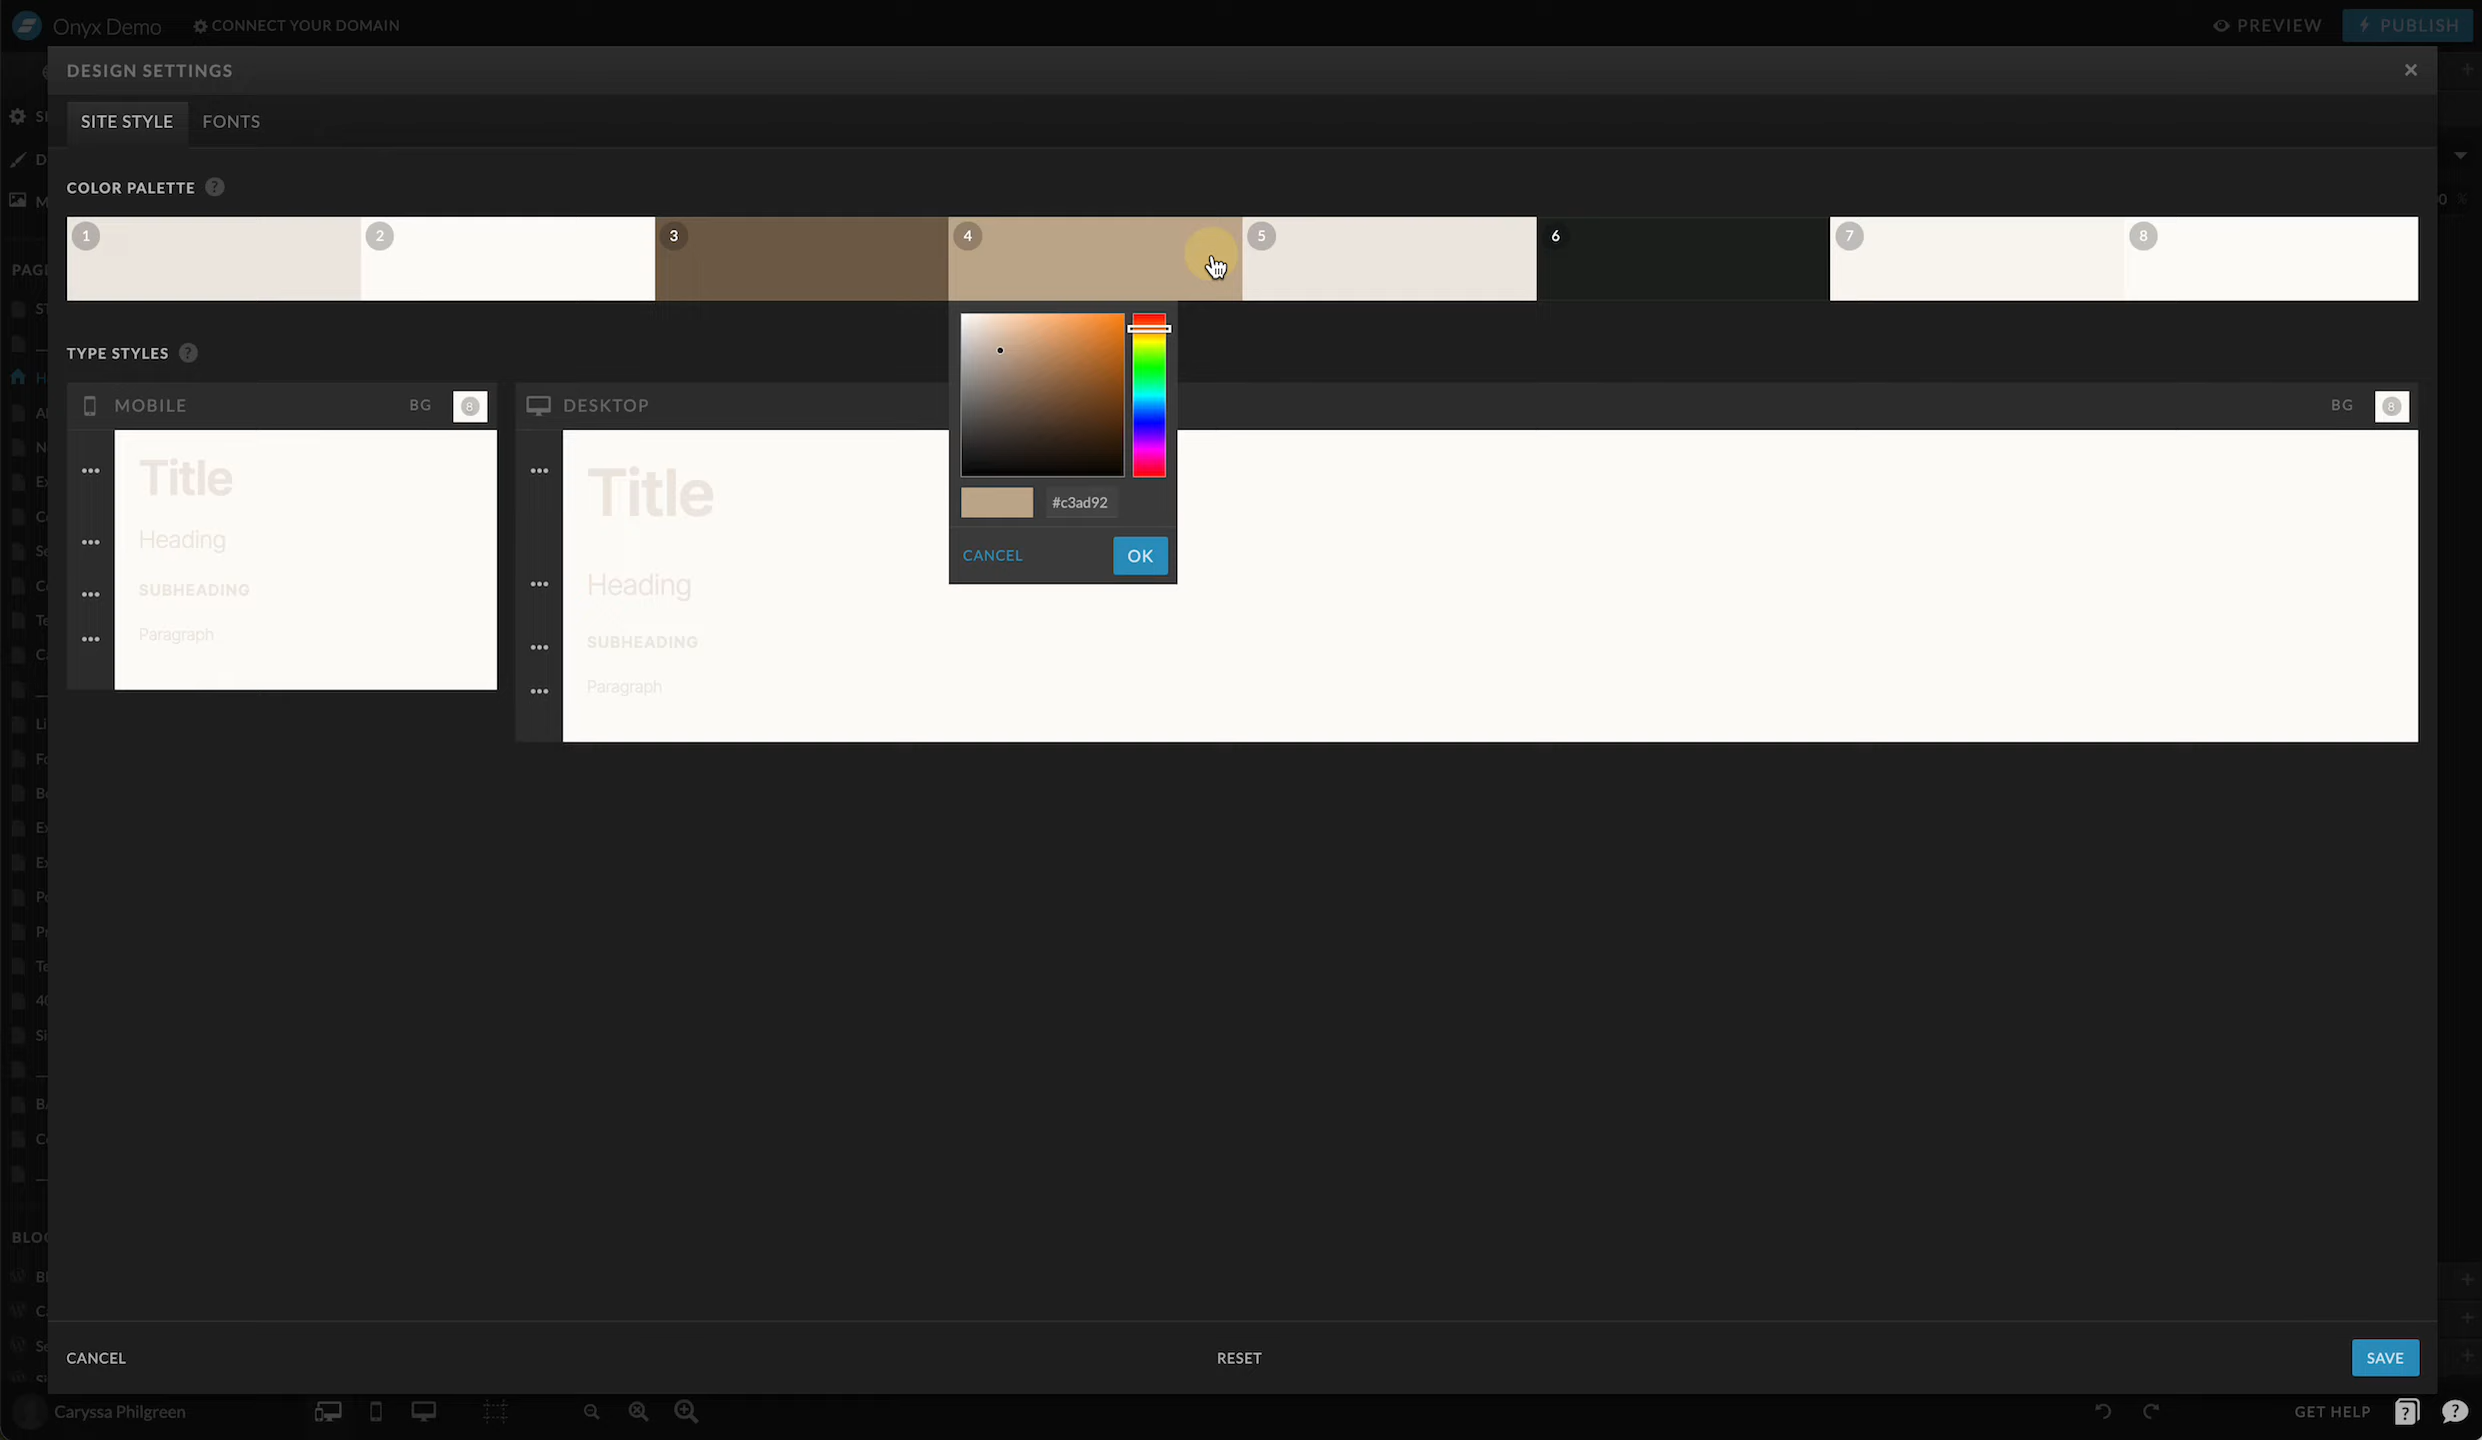 Onyx Demo CONNECT YOUR DOMAIN PREVIEW PUBLISH
DESIGN SETTINGS
SITE STYLE FONTS
COLOR PALETTE ?
1 2 3 4 5 6 7 8
TYPE STYLES ?
MOBILE BG 8 DESKTOP BG 8
Title
Heading
SUBHEADING
Paragraph
Title
Heading
SUBHEADING
Paragraph
#c3ad92
CANCEL OK
CANCEL RESET SAVE
Caryssa Philgreen GET HELP ? ?